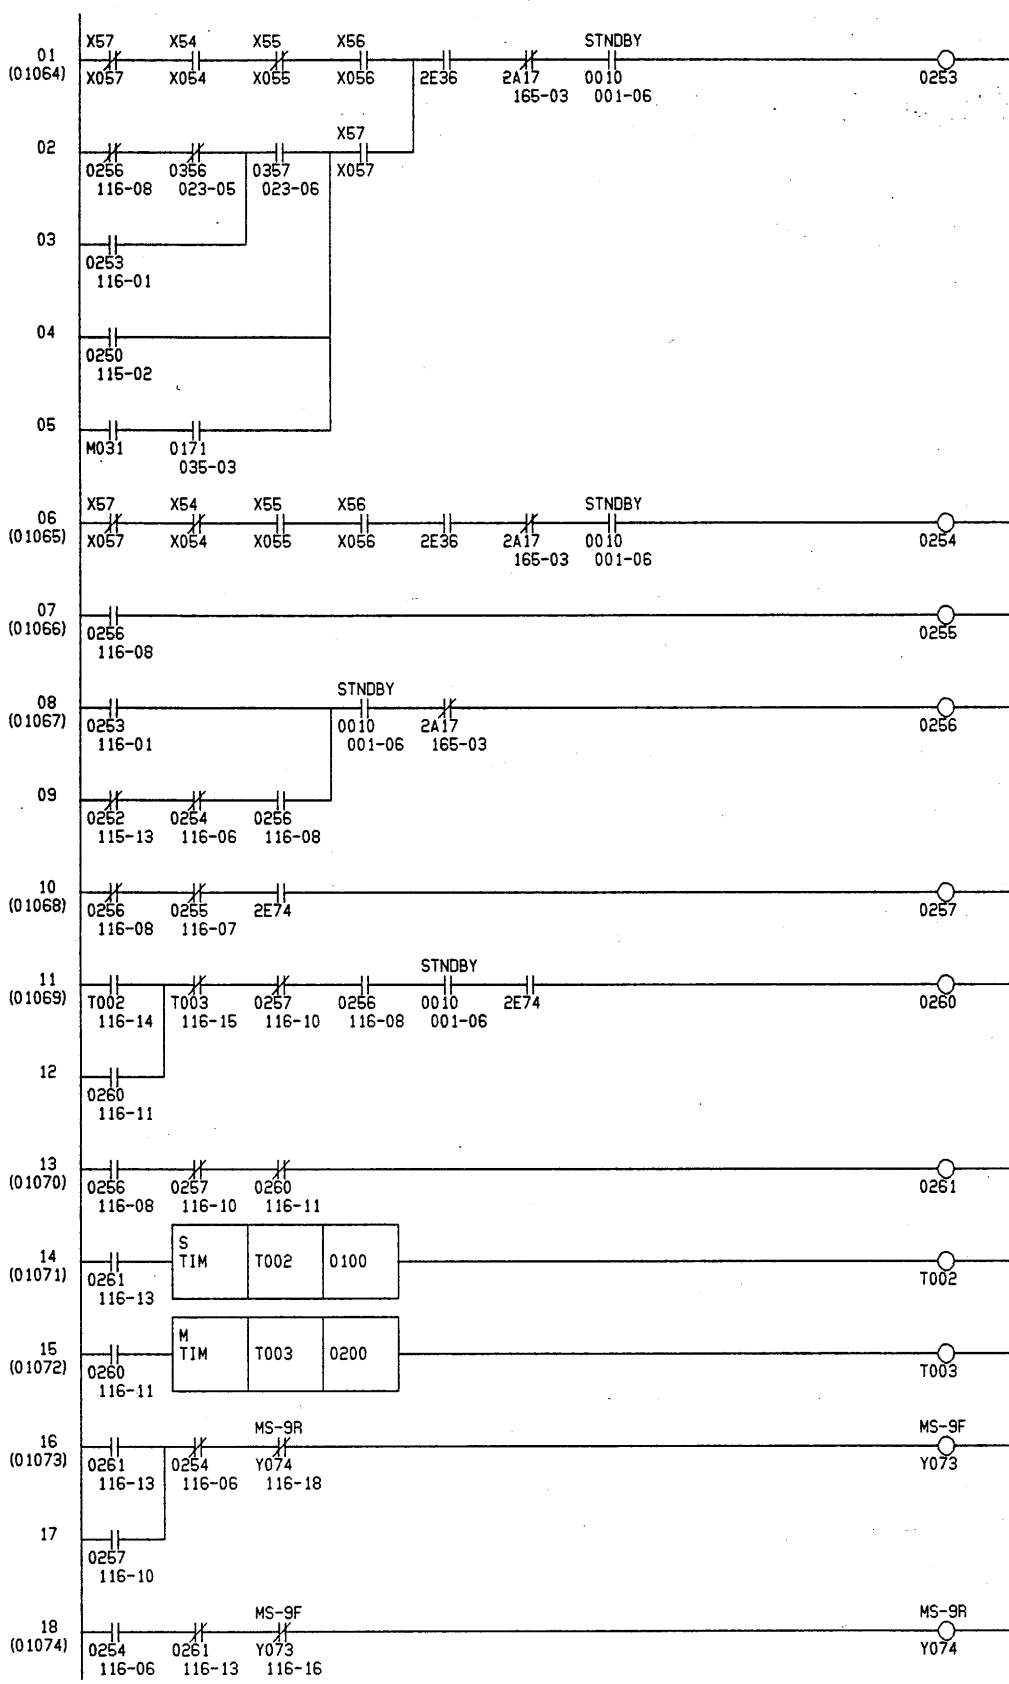 X57 X54 X55 X56 STNDBY
01
(01064) X057 X054 X055 X056 2E36 2A17 0010 0253
165-03 001-06
X57
02
0256 0356 0357 X057
116-08 023-05 023-06
03
0253
116-01
04
0250
115-02
05
M031 0171
035-03
X57 X54 X55 X56 STNDBY
06
(01065) X057 X054 X055 X056 2E36 2A17 0010 0254
165-03 001-06
07
(01066) 0256 0255
116-08
STNDBY
08
(01067) 0253 0010 2A17 0256
116-01 001-06 165-03
09
0252 0254 0256
115-13 116-06 116-08
10
(01068) 0256 0255 2E74 0257
116-08 116-07
STNDBY
11
(01069) T002 T003 0257 0256 0010 2E74 0260
116-14 116-15 116-10 116-08 001-06
12
0260
116-11
13
(01070) 0256 0257 0260 0261
116-08 116-10 116-11
S
14 TIM T002 0100
(01071) 0261 T002
116-13
M
15 TIM T003 0200
(01072) 0260 T003
116-11
MS-9R MS-9F
16
(01073) 0261 0254 Y074 Y073
116-13 116-06 116-18
17
0257
116-10
MS-9F MS-9R
18
(01074) 0254 0261 Y073 Y074
116-06 116-13 116-16